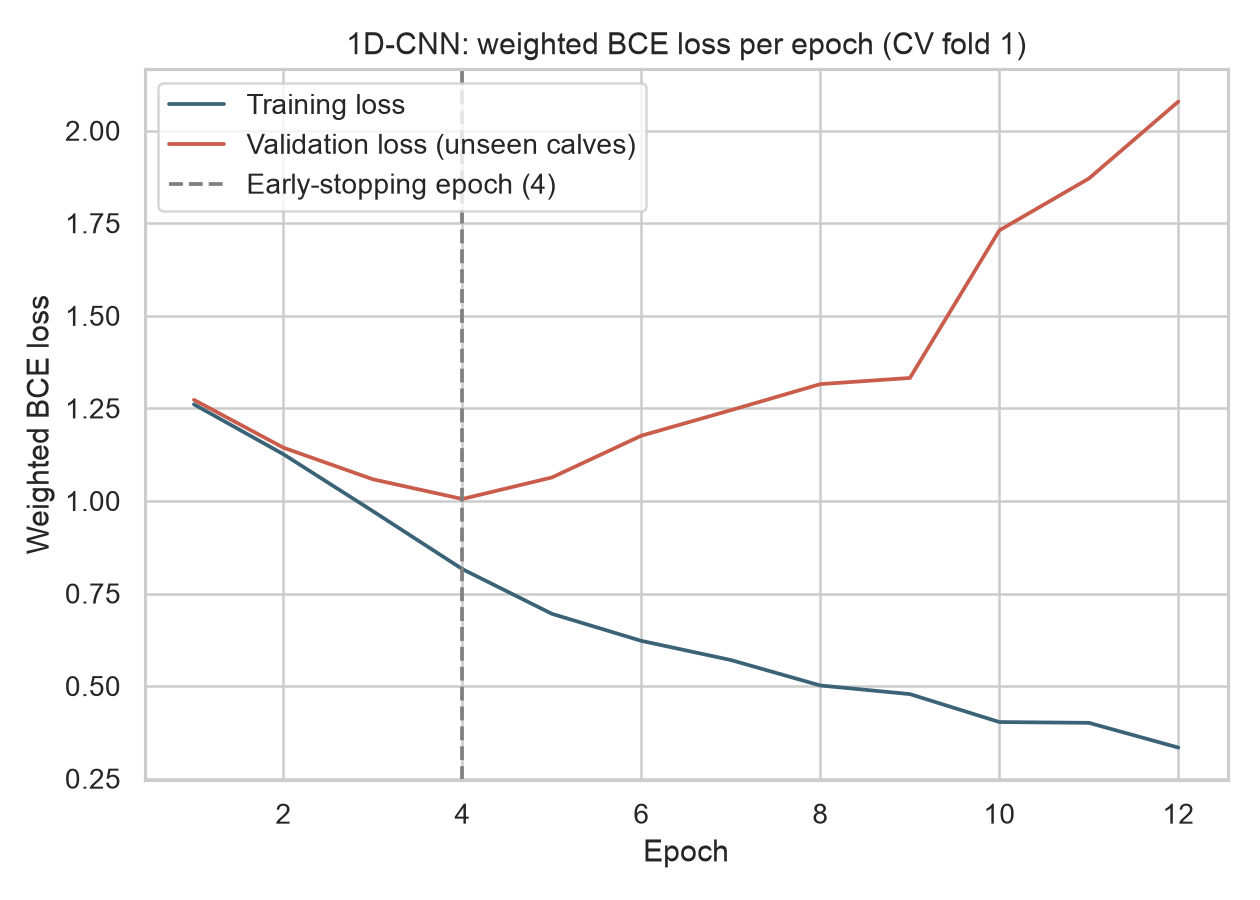 1D-CNN: weighted BCE loss per epoch (CV fold 1)
Training loss
Validation loss (unseen calves)
Early-stopping epoch (4)
Weighted BCE loss
2.00
1.75
1.50
1.25
1.00
0.75
0.50
0.25
2 4 6 8 10 12
Epoch